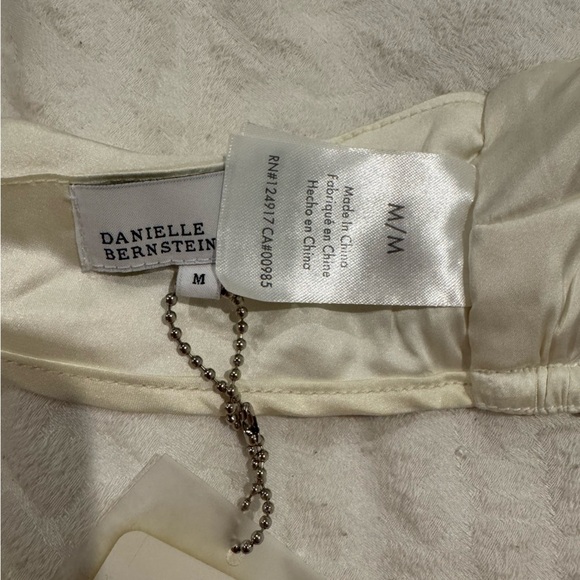 DANIELLE
BERNSTEIN
M
M/M
Made In China
Fabriqué en Chine
Hecho en China
RN#124917 CA#00985